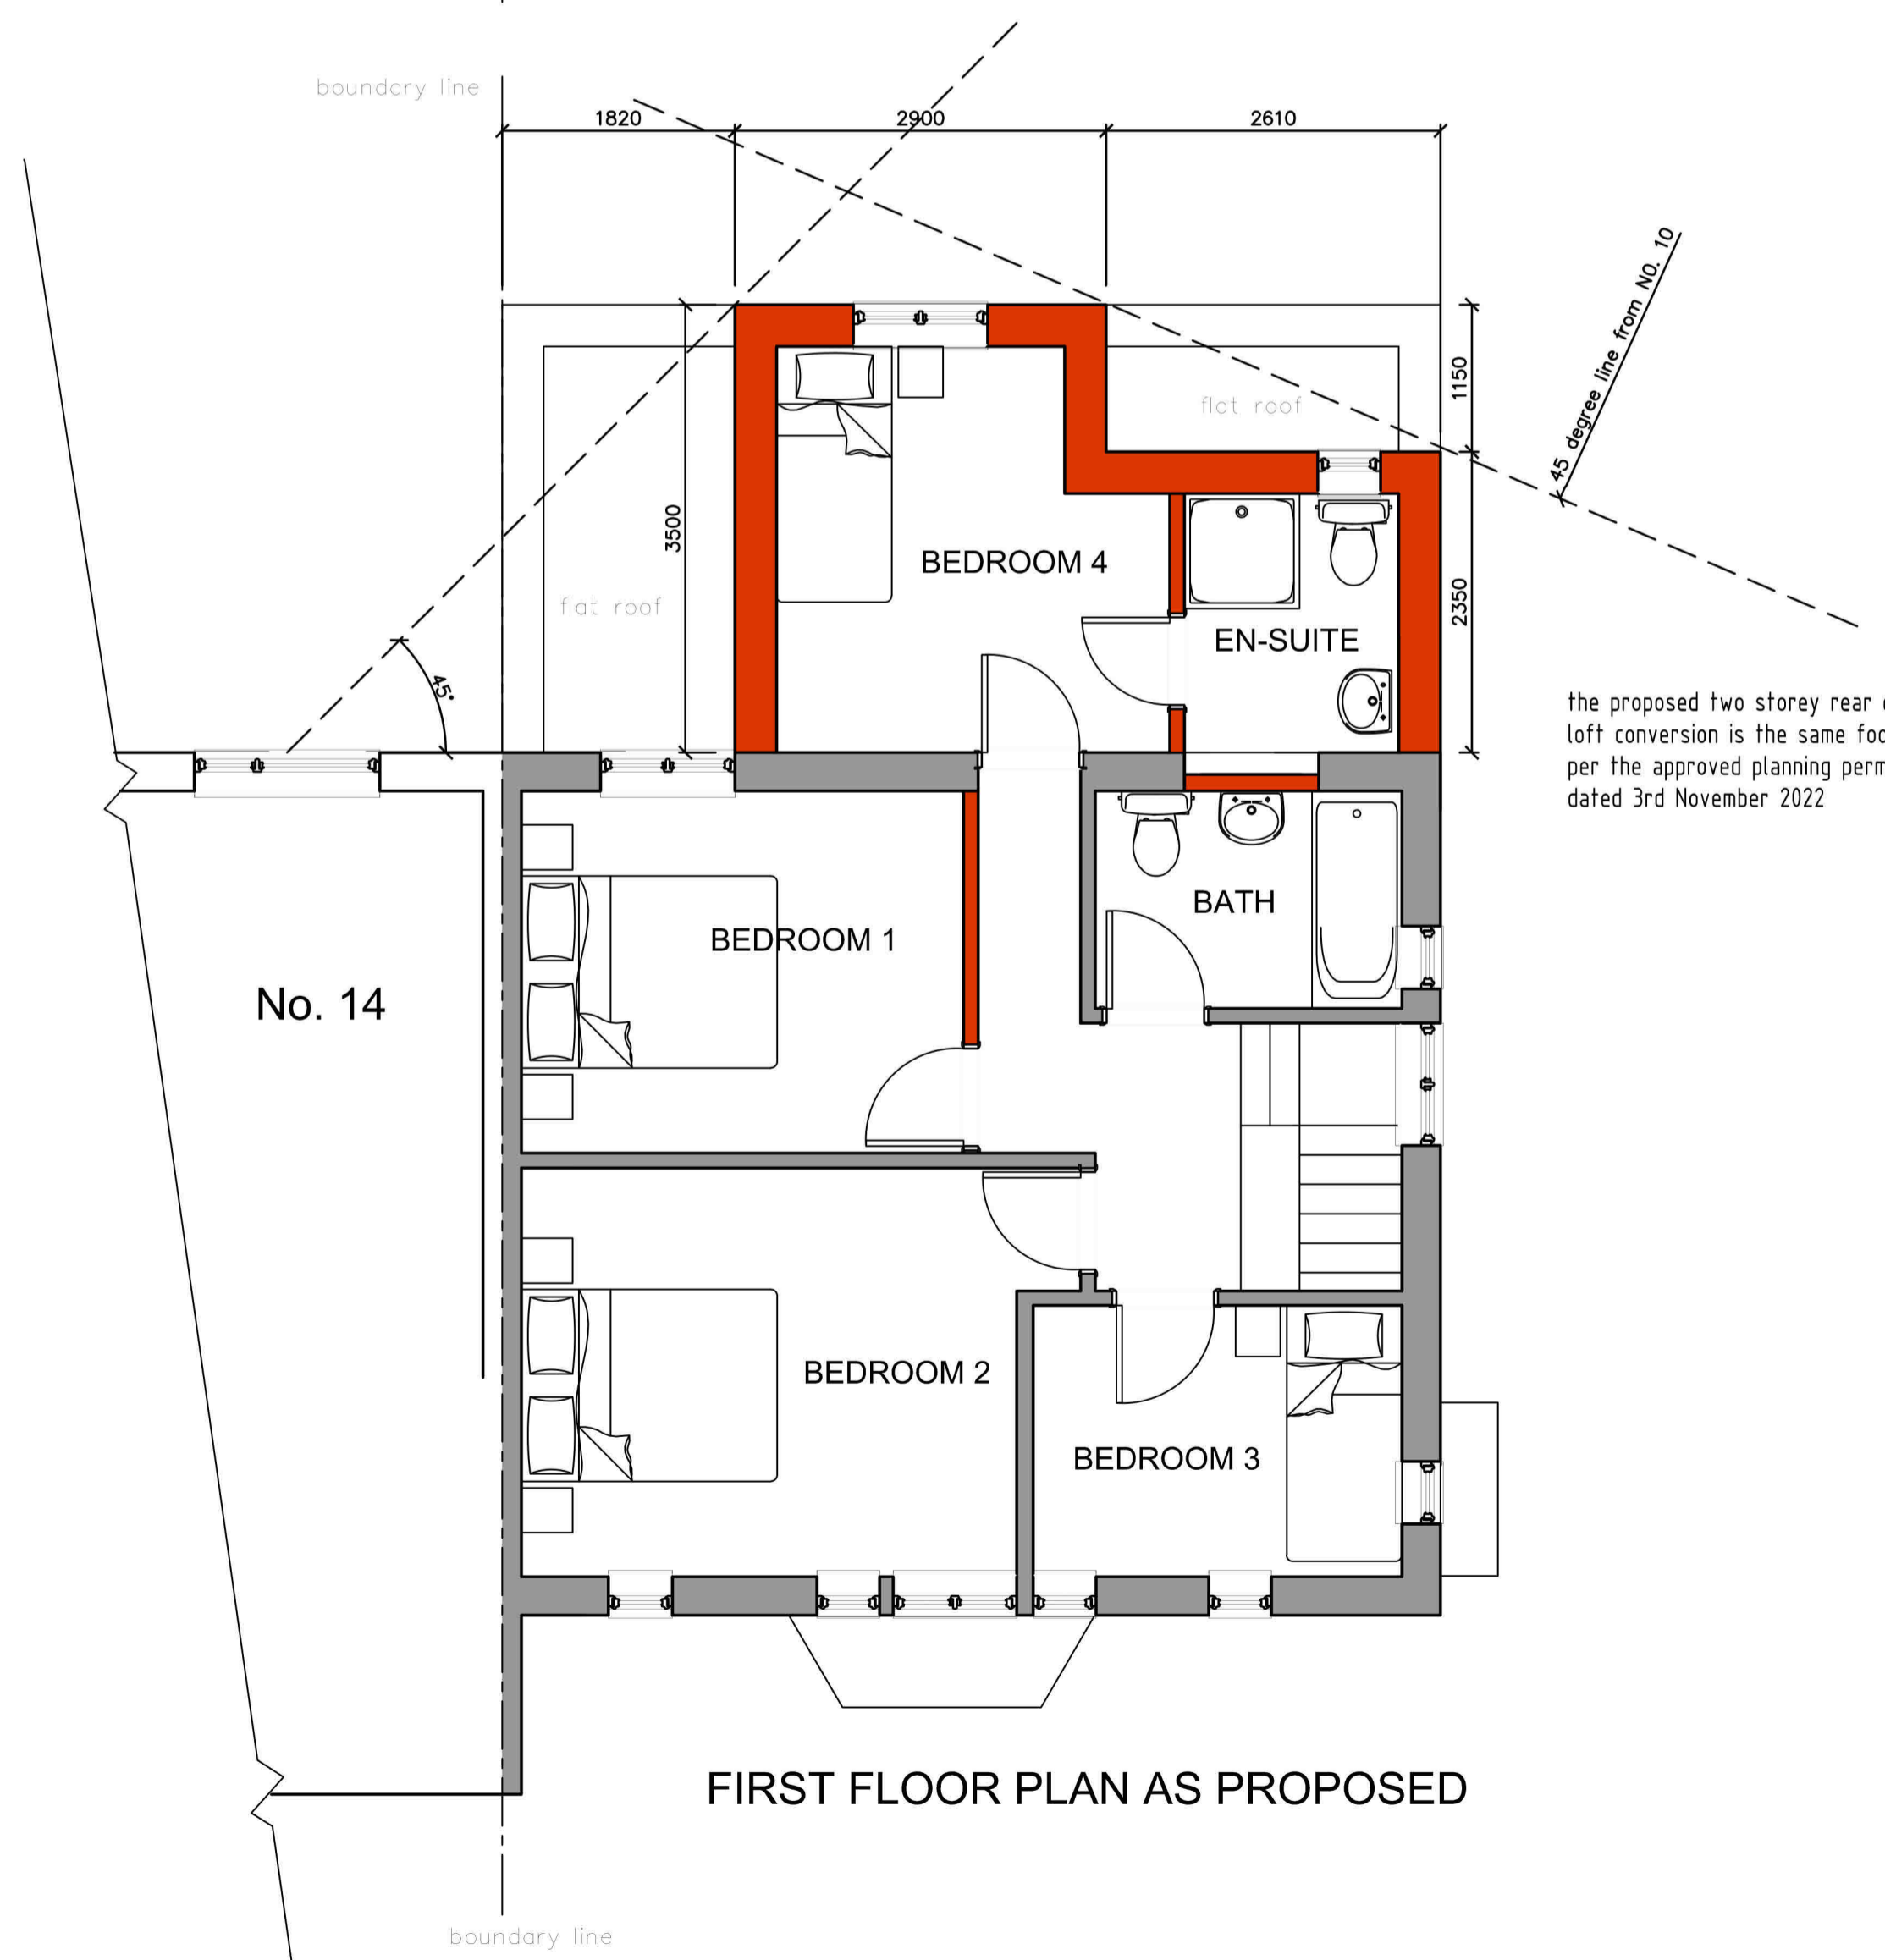 boundary line
1820
2900
2610
45 degree line from NO. 10
1150
flat roof
3500
2350
BEDROOM 4
flat roof
EN-SUITE
45°
the proposed two storey rear
loft conversion is the same
per the approved planning
dated 3rd November 2022
BATH
BEDROOM 1
No. 14
BEDROOM 2
BEDROOM 3
FIRST FLOOR PLAN AS PROPOSED
boundary line